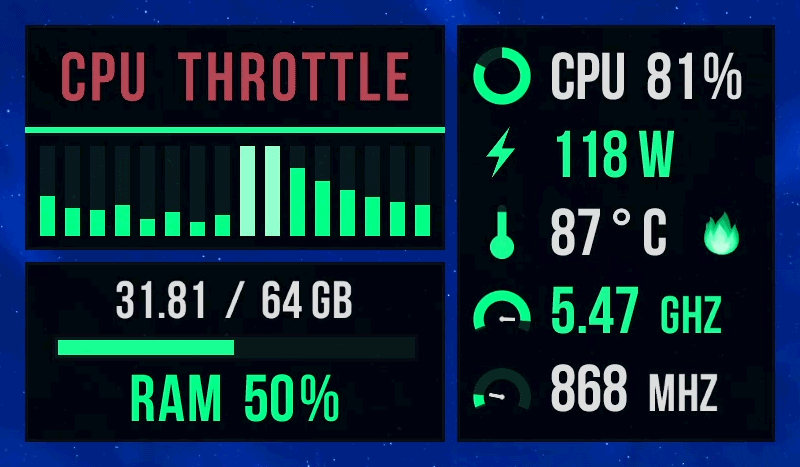 CPU THROTTLE
31.81 / 64 GB
RAM 50%
CPU 81%
118 W
87°C
5.47 GHZ
868 MHZ